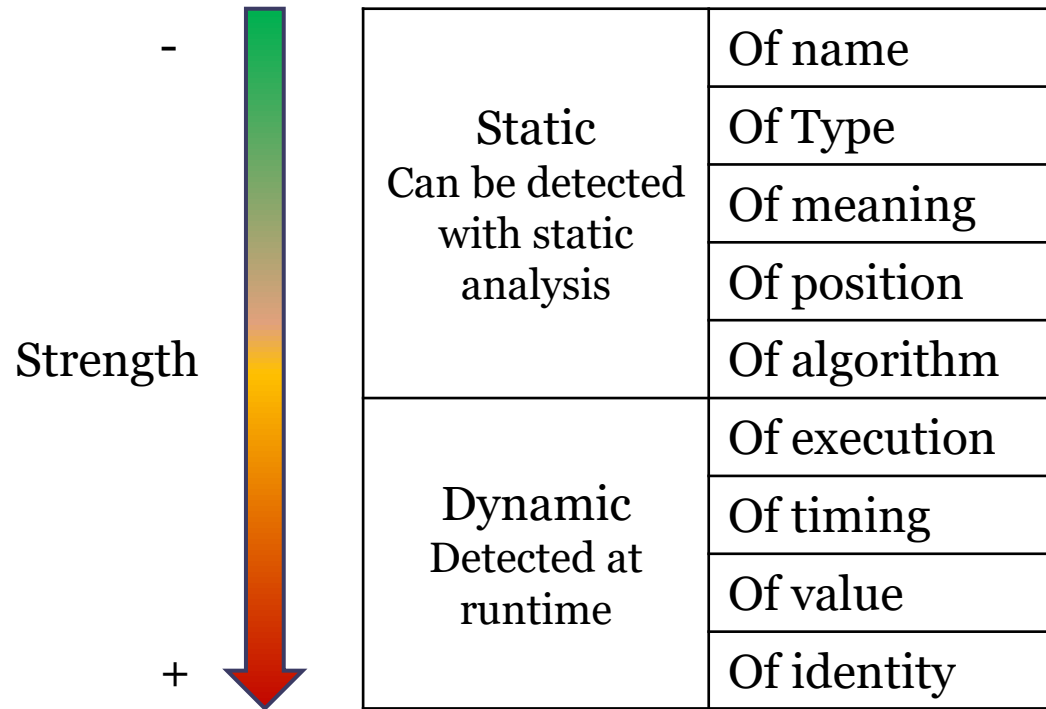 -
Strength
+
Static
Can be detected
with static
analysis
Of name
Of Type
Of meaning
Of position
Of algorithm
Dynamic
Detected at
runtime
Of execution
Of timing
Of value
Of identity